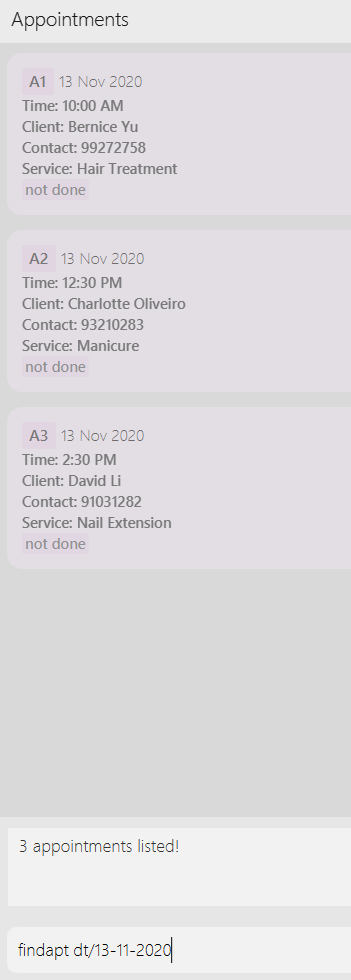 Appointments
A1 13 Nov 2020
Time: 10:00 AM
Client: Bernice Yu
Contact: 99272758
Service: Hair Treatment
not done
A2 13 Nov 2020
Time: 12:30 PM
Client: Charlotte Oliveiro
Contact: 93210283
Service: Manicure
not done
A3 13 Nov 2020
Time: 2:30 PM
Client: David Li
Contact: 91031282
Service: Nail Extension
not done
3 appointments listed!
findapt dt/13-11-2020